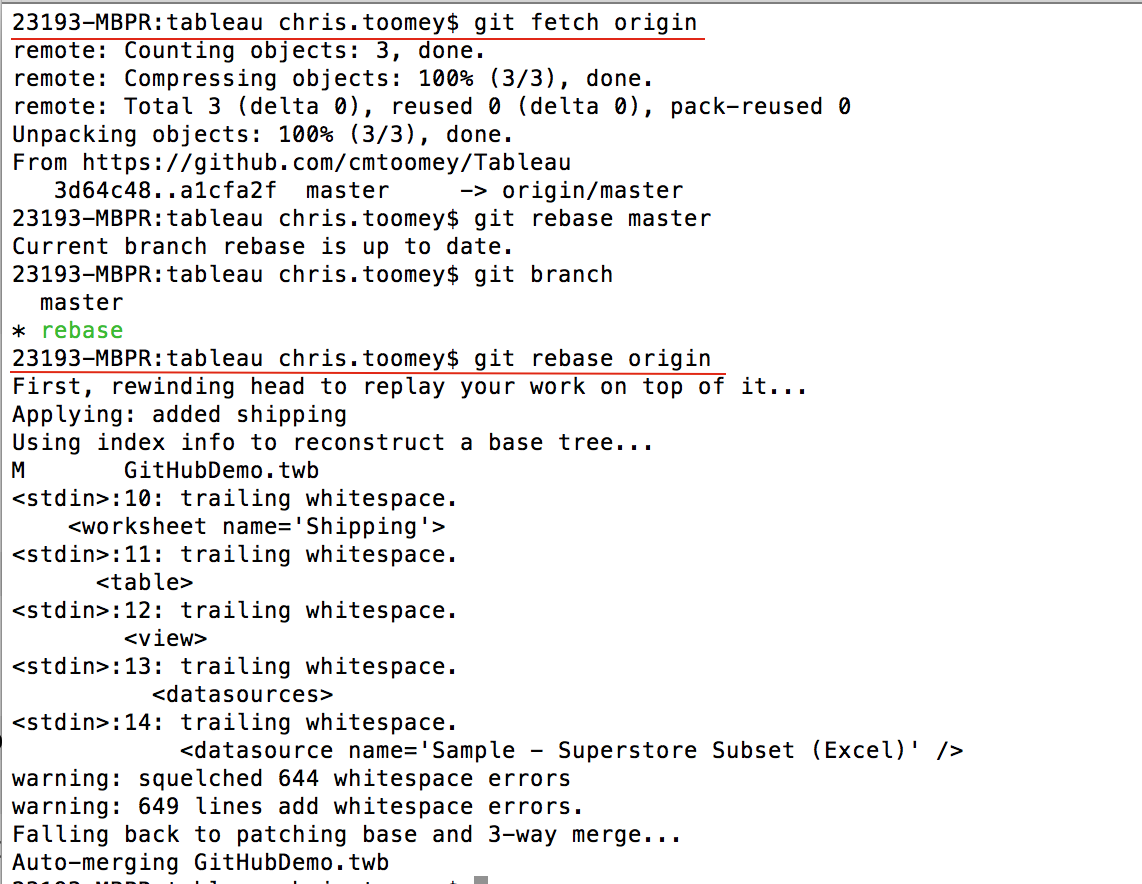 23193-MBPR:tableau chris.toomey$ git fetch origin
remote: Counting objects: 3, done.
remote: Compressing objects: 100% (3/3), done.
remote: Total 3 (delta 0), reused 0 (delta 0), pack-reused 0
Unpacking objects: 100% (3/3), done.
From https://github.com/cmtoomey/Tableau
   3d64c48..a1cfa2f  master     -> origin/master
23193-MBPR:tableau chris.toomey$ git rebase master
Current branch rebase is up to date.
23193-MBPR:tableau chris.toomey$ git branch
  master
* rebase
23193-MBPR:tableau chris.toomey$ git rebase origin
First, rewinding head to replay your work on top of it...
Applying: added shipping
Using index info to reconstruct a base tree...
M       GitHubDemo.twb
<stdin>:10: trailing whitespace.
    <worksheet name='Shipping'>
<stdin>:11: trailing whitespace.
      <table>
<stdin>:12: trailing whitespace.
        <view>
<stdin>:13: trailing whitespace.
          <datasources>
<stdin>:14: trailing whitespace.
            <datasource name='Sample - Superstore Subset (Excel)' />
warning: squelched 644 whitespace errors
warning: 649 lines add whitespace errors.
Falling back to patching base and 3-way merge...
Auto-merging GitHubDemo.twb